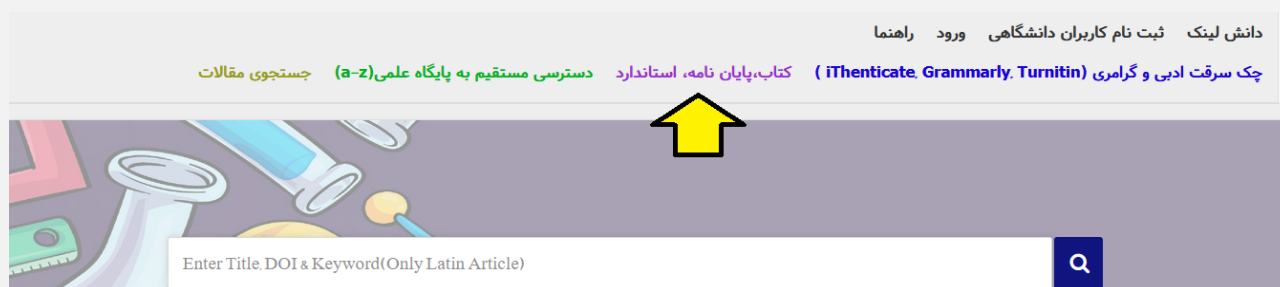 دانش لینک ثبت نام کاربران دانشگاهی ورود راهنما
چک سرقت ادبی و گرامری (iThenticate, Grammarly, Turnitin ) کتاب،پایان نامه، استاندارد دسترسی مستقیم به پایگاه علمی(a-z) جستجوی مقالات
Enter Title, DOI & Keyword(Only Latin Article)